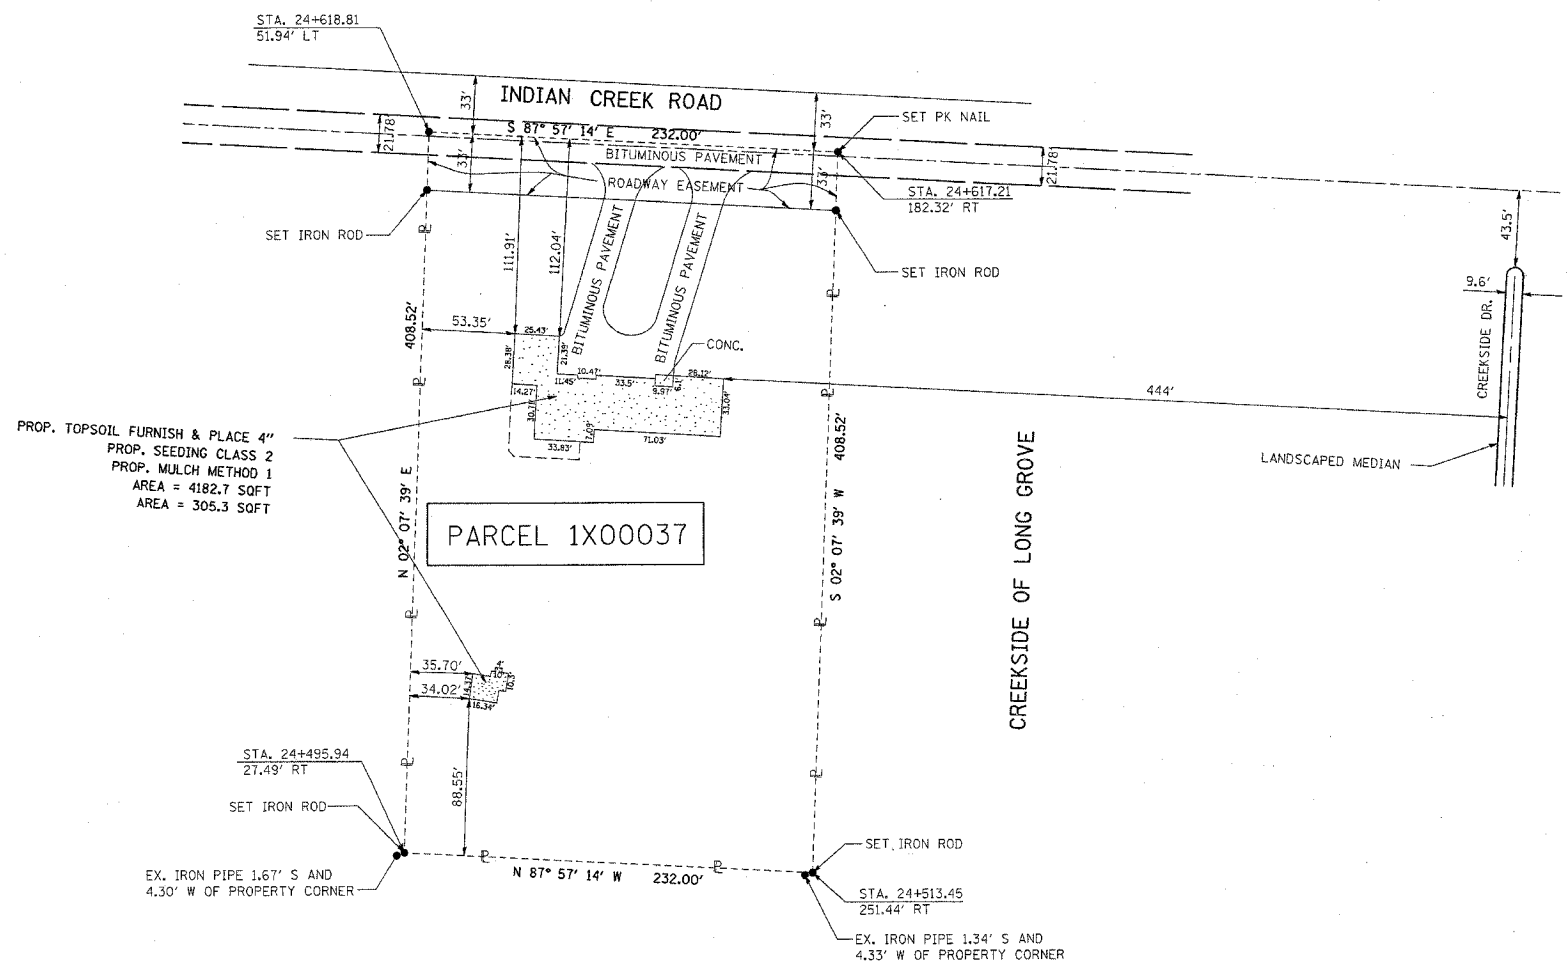 STA. 24+618.81
51.94' LT
INDIAN CREEK ROAD
33'
33'
21.78
S 87° 57' 14' E 232.00'
SET PK NAIL
BITUMINOUS PAVEMENT
33'
33'
21.78'
ROADWAY EASEMENT
STA. 24+617.21
182.32' RT
SET IRON ROD
111.91'
112.04'
BITUMINOUS PAVEMENT
BITUMINOUS PAVEMENT
SET IRON ROD
43.5'
9.6'
CREEKSIDE DR.
408.52'
53.35'
25.43'
28.38'
21.39'
CONC.
10.47'
11.45'
33.5'
9.97'
6.1'
28.12'
33.04'
14.27'
444'
33.83'
7.09'
71.03'
408.52'
PROP. TOPSOIL FURNISH & PLACE 4"
PROP. SEEDING CLASS 2
PROP. MULCH METHOD 1
AREA = 4182.7 SQFT
AREA = 305.3 SQFT
LANDSCAPED MEDIAN
N 02° 07' 39' E
PARCEL 1X00037
S 02° 07' 39' W
CREEKSIDE OF LONG GROVE
35.70'
34.02'
14.37'
10.3'
16.34'
STA. 24+495.94
27.49' RT
88.55'
SET IRON ROD
SET IRON ROD
EX. IRON PIPE 1.67' S AND
4.30' W OF PROPERTY CORNER
N 87° 57' 14' W 232.00'
STA. 24+513.45
251.44' RT
EX. IRON PIPE 1.34' S AND
4.33' W OF PROPERTY CORNER